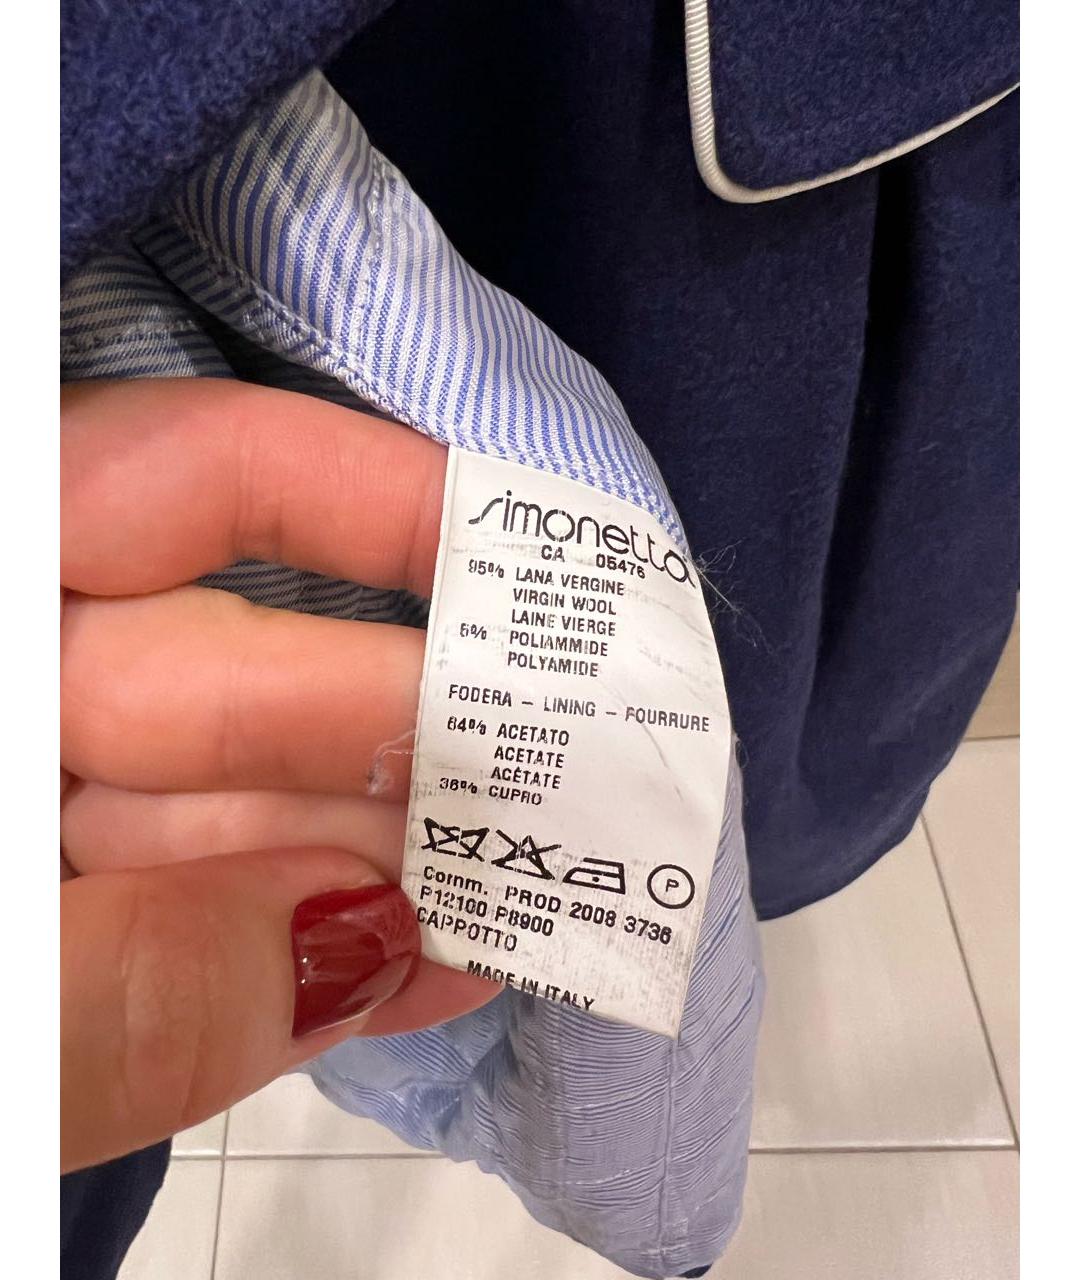 simonetta
CA 05476
95% LANA VERGINE
VIRGIN WOOL
LAINE VIERGE
5% POLIAMMIDE
POLYAMIDE
FODERA - LINING - FOURRURE
64% ACETATO
ACETATE
ACÉTATE
36% CUPRO
P
Comm. PROD 2008 3736
P12100 P8900
CAPPOTTO
MADE IN ITALY